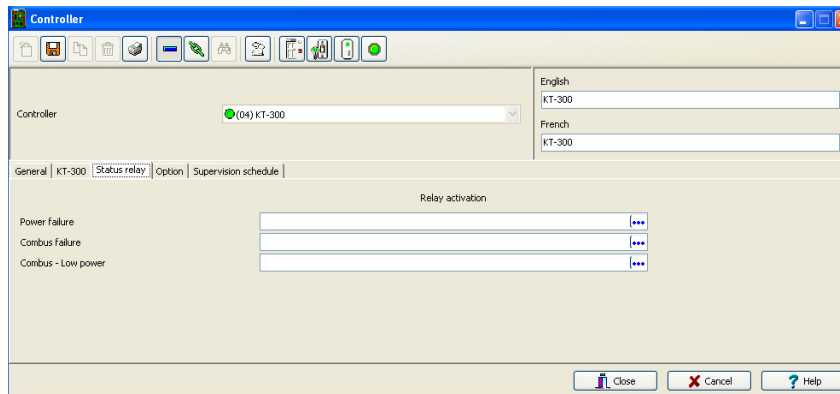 Controller
English
KT-300
Controller
(04) KT-300
French
KT-300
General KT-300 Status relay Option Supervision schedule
Relay activation
Power failure
Combus failure
Combus - Low power
Close Cancel Help